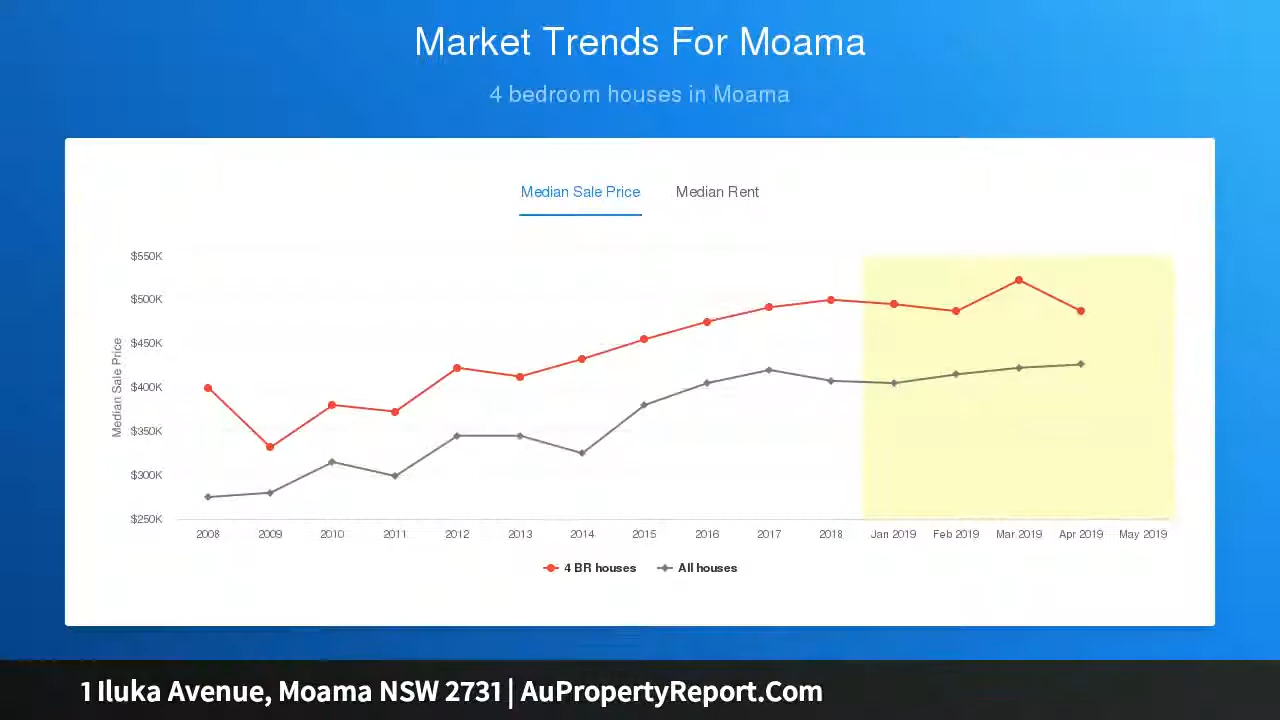 Market Trends For Moama
4 bedroom houses in Moama
Median Sale Price Median Rent
Median Sale Price
$550K
$500K
$450K
$400K
$350K
$300K
$250K
2008 2009 2010 2011 2012 2013 2014 2015 2016 2017 2018 Jan 2019 Feb 2019 Mar 2019 Apr 2019 May 2019
4 BR houses All houses
1 Iluka Avenue, Moama NSW 2731 | AuPropertyReport.Com